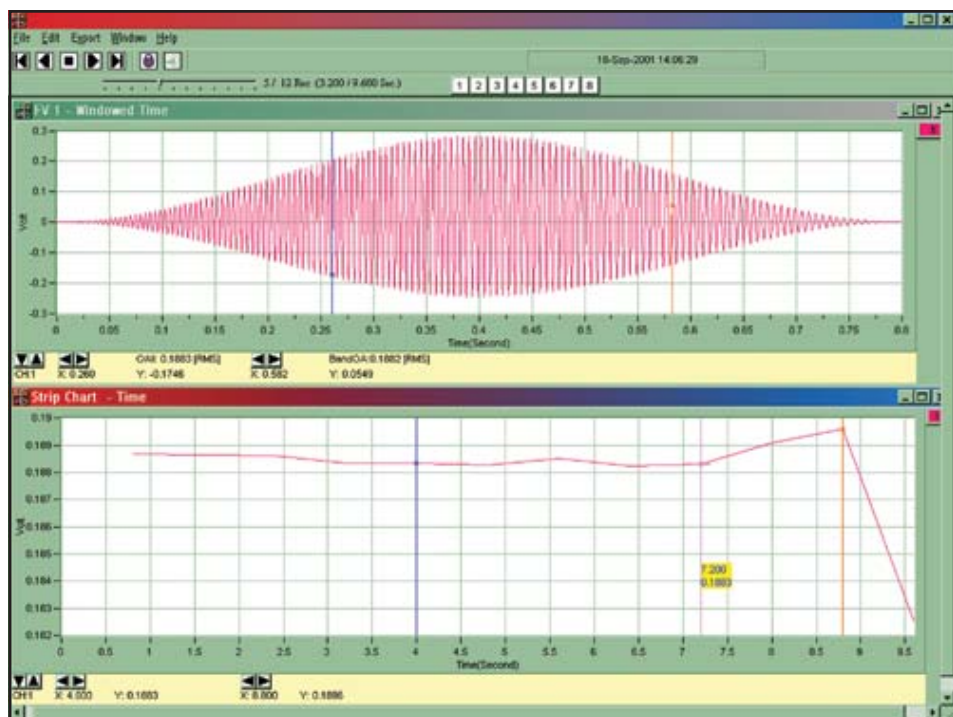 File Edit Export Window Help
18-Sep-2001 14:06:29
5 / 12 Rec (3.200 / 9.600 Sec.)
1 2 3 4 5 6 7 8
FV 1 - Windowed Time
0.3
0.2
0.1
0
-0.1
-0.2
-0.3
Volt
0 0.05 0.1 0.15 0.2 0.25 0.3 0.35 0.4 0.45 0.5 0.55 0.6 0.65 0.7 0.75 0.8
Time(Second)
OAll: 0.1883 [RMS] BandOA:0.1882 [RMS]
CH:1 X: 0.260 Y: -0.1746 X: 0.582 Y: 0.0549
Strip Chart - Time
0.19
0.189
0.188
0.187
0.186
0.185
0.184
0.183
0.182
Volt
7.200
0.1883
0 0.5 1 1.5 2 2.5 3 3.5 4 4.5 5 5.5 6 6.5 7 7.5 8 8.5 9 9.5
Time(Second)
CH:1 X: 4.000 Y: 0.1883 X: 8.800 Y: 0.1896